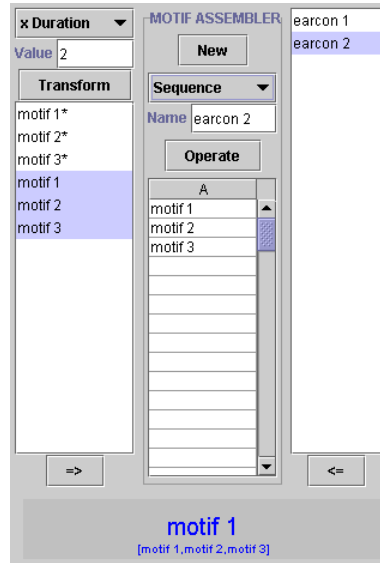 x Duration
Value 2
Transform
motif 1*
motif 2*
motif 3*
motif 1
motif 2
motif 3
=>
MOTIF ASSEMBLER
New
Sequence
Name earcon 2
Operate
A
motif 1
motif 2
motif 3
earcon 1
earcon 2
<=
motif 1
[motif 1,motif 2,motif 3]